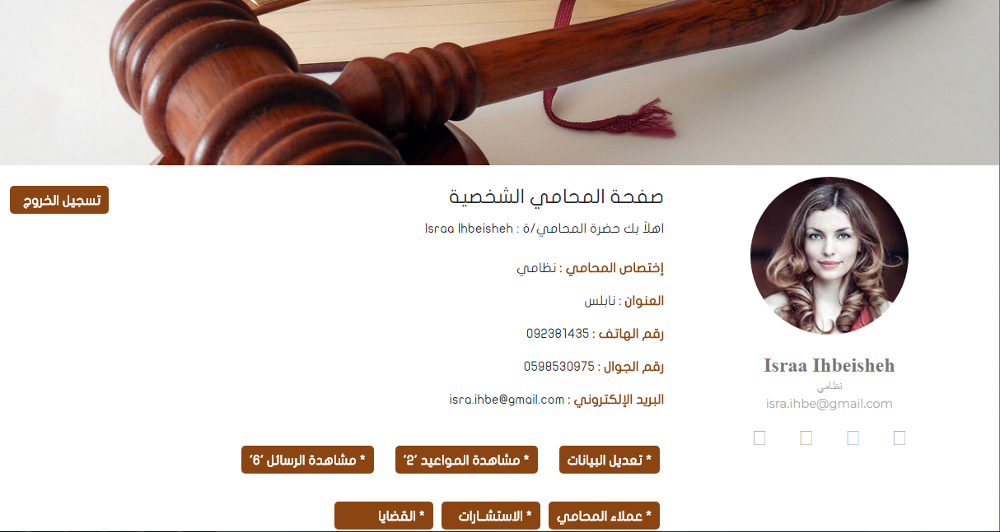 صفحة المحامي الشخصية
تسجيل الخروج
اهلاً بك حضرة المحامي/ة : Israa Ihbeisheh
إختصاص المحامي : نظامي
العنوان : نابلس
رقم الهاتف : 092381435
رقم الجوال : 0598530975
البريد الإلكتروني : isra.ihbe@gmail.com
Israa Ihbeisheh
نظامي
isra.ihbe@gmail.com
* تعديل البيانات
* مشاهدة المواعيد '2'
* مشاهدة الرسائل '6'
* عملاء المحامي
* الاستشـارات
* القضايا